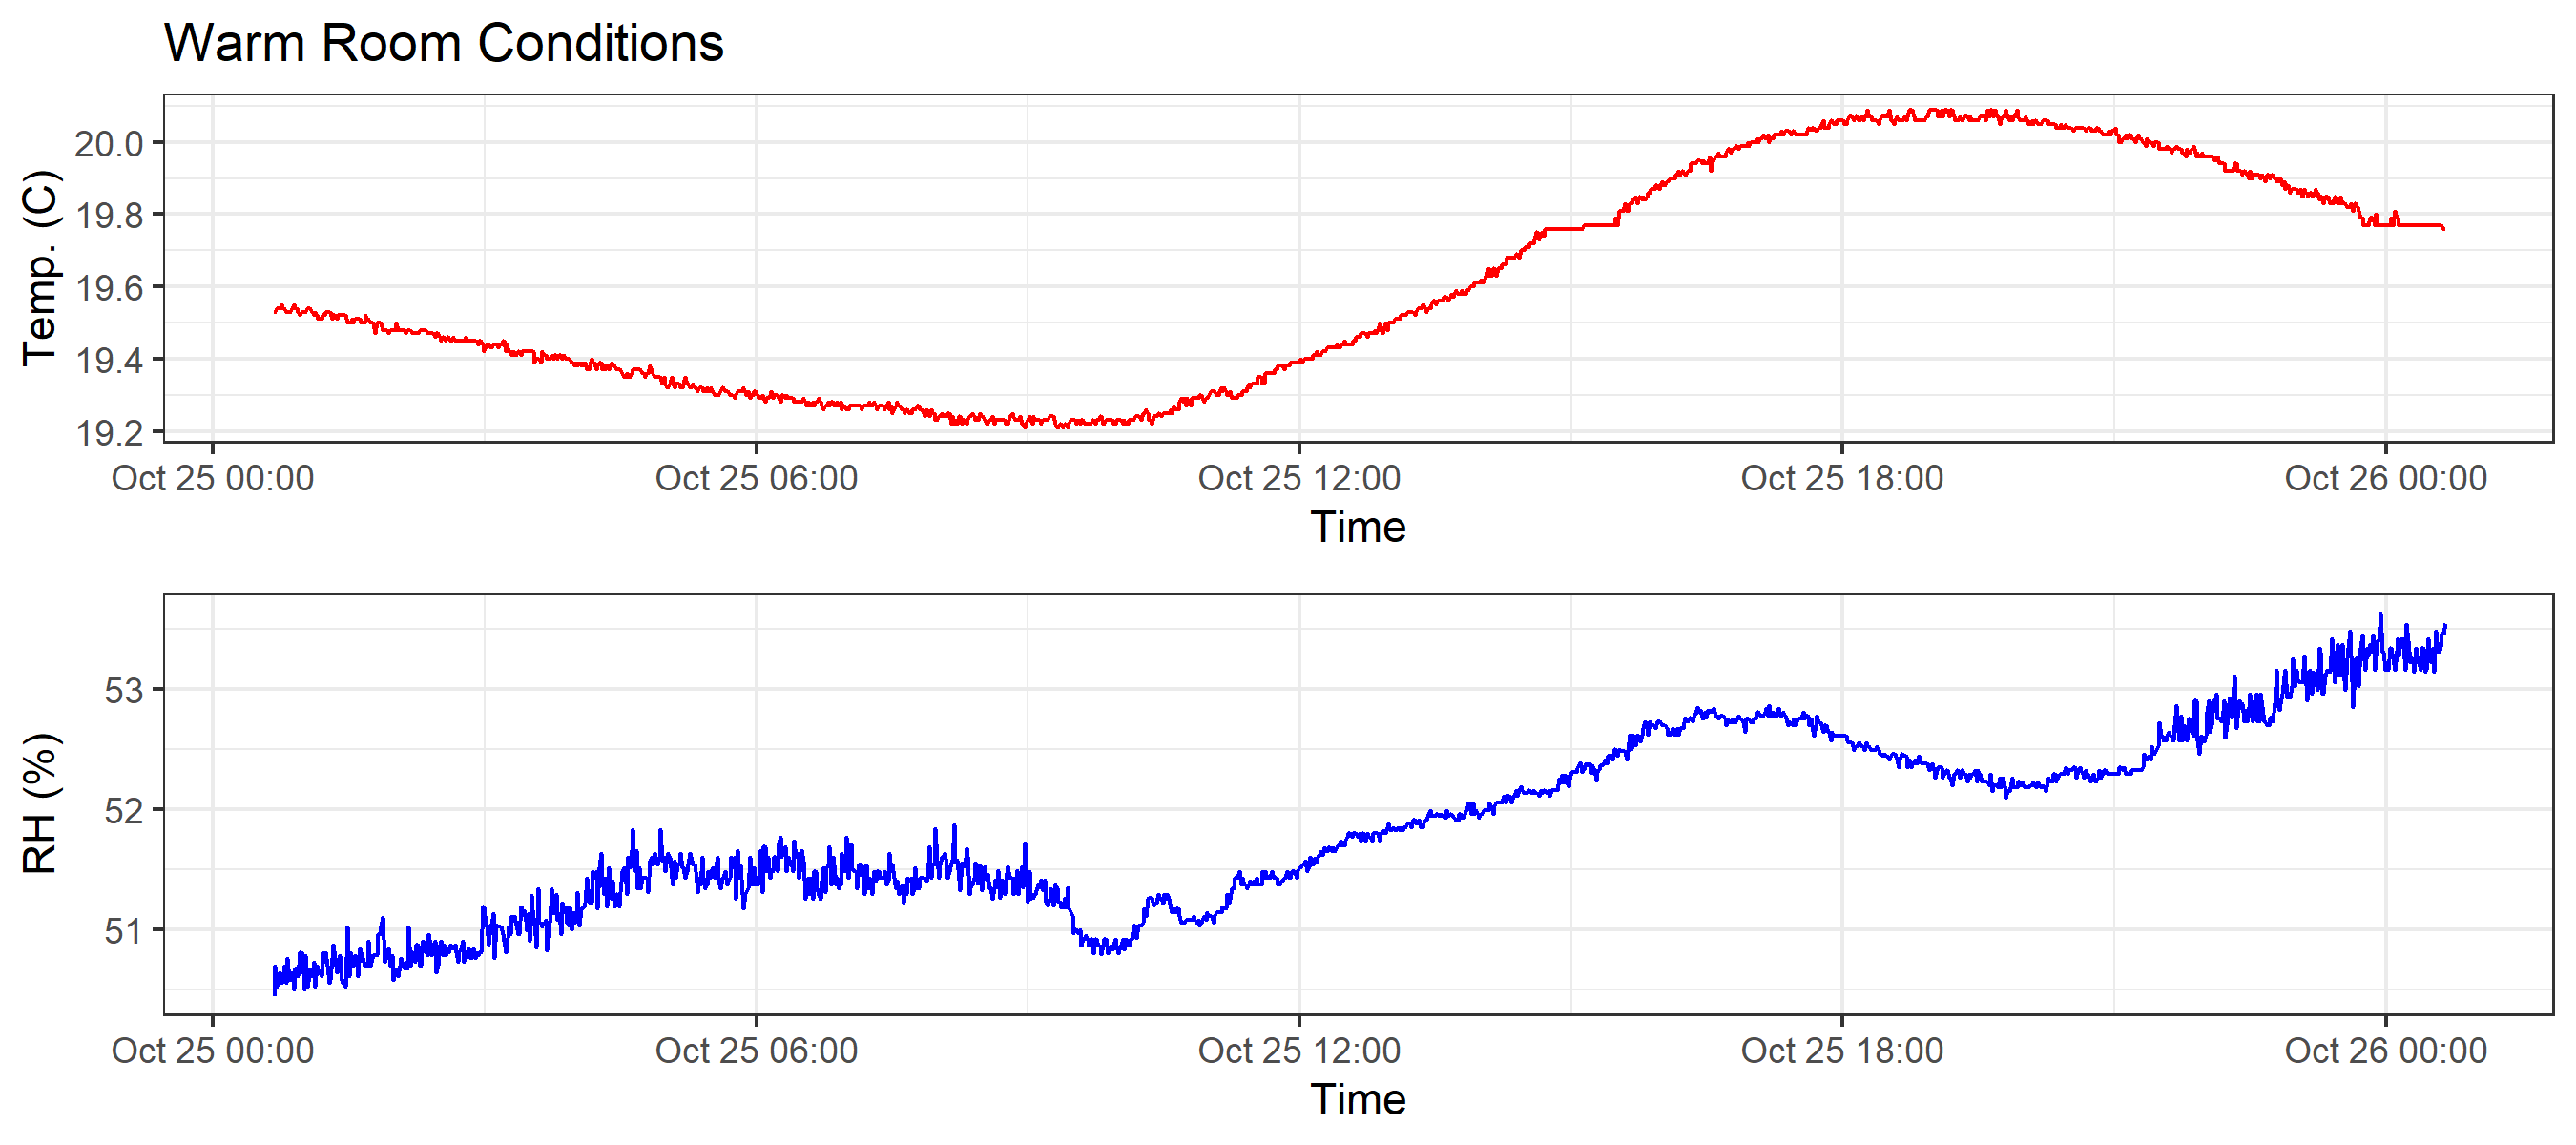 Warm Room Conditions
Temp. (C)
20.0
19.8
19.6
19.4
19.2
Oct 25 00:00 Oct 25 06:00 Oct 25 12:00 Oct 25 18:00 Oct 26 00:00
Time
RH (%)
53
52
51
Oct 25 00:00 Oct 25 06:00 Oct 25 12:00 Oct 25 18:00 Oct 26 00:00
Time